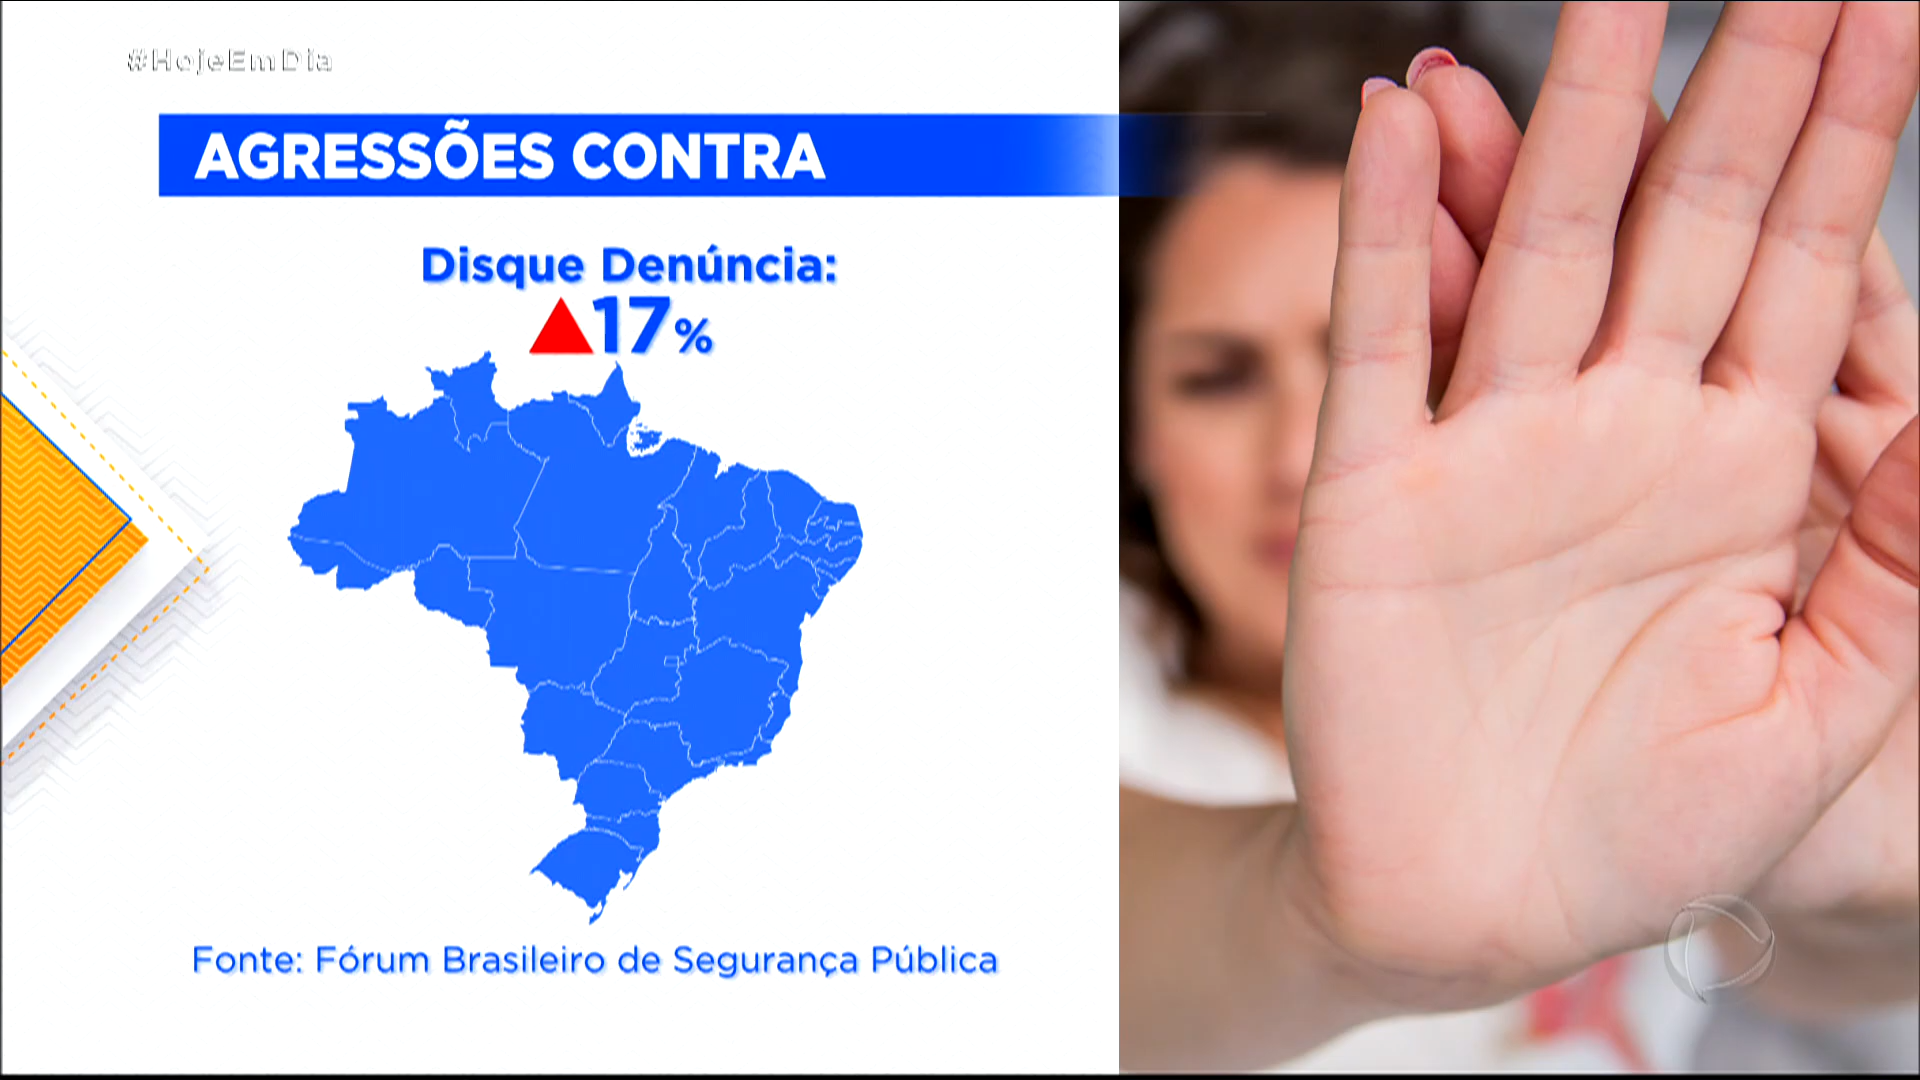 #HojeEmDia
AGRESSÕES CONTRA
Disque Denúncia:
17%
Fonte: Fórum Brasileiro de Segurança Pública